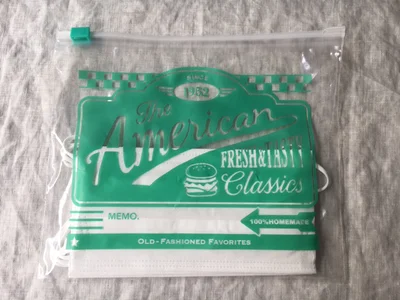 SINCE
1952
The
American
FRESH&TASTY
Classics
MEMO.
100%HOMEMADE
OLD-FASHIONED FAVORITES